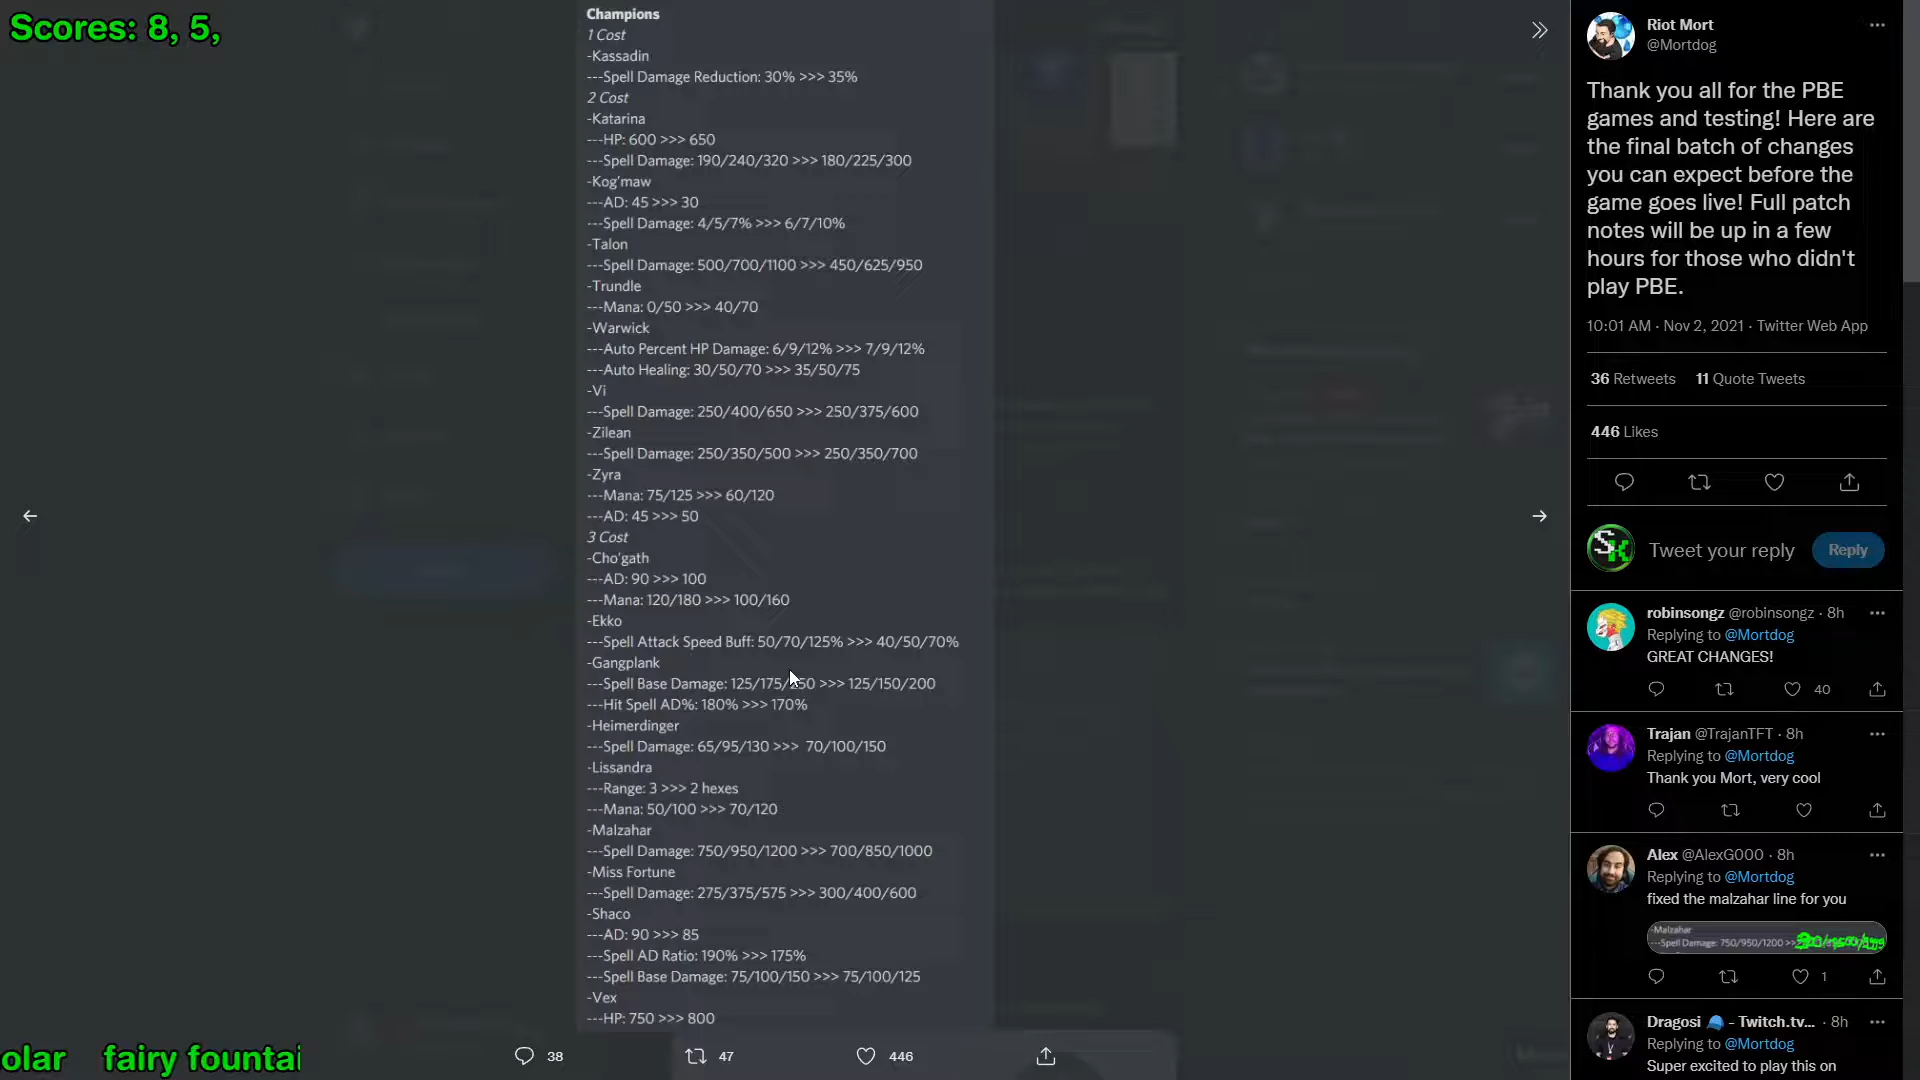 Scores: 8, 5,
Champions
1 Cost
-Kassadin
---Spell Damage Reduction: 30% >>> 35%
2 Cost
-Katarina
---HP: 600 >>> 650
---Spell Damage: 190/240/320 >>> 180/225/300
-Kog'maw
---AD: 45 >>> 30
---Spell Damage: 4/5/7% >>> 6/7/10%
-Talon
---Spell Damage: 500/700/1100 >>> 450/625/950
-Trundle
---Mana: 0/50 >>> 40/70
-Warwick
---Auto Percent HP Damage: 6/9/12% >>> 7/9/12%
---Auto Healing: 30/50/70 >>> 35/50/75
-Vi
---Spell Damage: 250/400/650 >>> 250/375/600
-Zilean
---Spell Damage: 250/350/500 >>> 250/350/700
-Zyra
---Mana: 75/125 >>> 60/120
---AD: 45 >>> 50
3 Cost
-Cho'gath
---AD: 90 >>> 100
---Mana: 120/180 >>> 100/160
-Ekko
---Spell Attack Speed Buff: 50/70/125% >>> 40/50/70%
-Gangplank
---Spell Base Damage: 125/175/250 >>> 125/150/200
---Hit Spell AD%: 180% >>> 170%
-Heimerdinger
---Spell Damage: 65/95/130 >>> 70/100/150
-Lissandra
---Range: 3 >>> 2 hexes
---Mana: 50/100 >>> 70/120
-Malzahar
---Spell Damage: 750/950/1200 >>> 700/850/1000
-Miss Fortune
---Spell Damage: 275/375/575 >>> 300/400/600
-Shaco
---AD: 90 >>> 85
---Spell AD Ratio: 190% >>> 175%
---Spell Base Damage: 75/100/150 >>> 75/100/125
-Vex
---HP: 750 >>> 800
olar fairy fountai
38 47 446
Riot Mort
@Mortdog
Thank you all for the PBE
games and testing! Here are
the final batch of changes
you can expect before the
game goes live! Full patch
notes will be up in a few
hours for those who didn't
play PBE.
10:01 AM · Nov 2, 2021 · Twitter Web App
36 Retweets 11 Quote Tweets
446 Likes
Tweet your reply
Reply
robinsongz @robinsongz · 8h
Replying to @Mortdog
GREAT CHANGES!
40
Trajan @TrajanTFT · 8h
Replying to @Mortdog
Thank you Mort, very cool
Alex @AlexG000 · 8h
Replying to @Mortdog
fixed the malzahar line for you
-Malzahar
---Spell Damage: 750/950/1200 >>
1
Dragosi 🧢 - Twitch.tv... · 8h
Replying to @Mortdog
Super excited to play this on